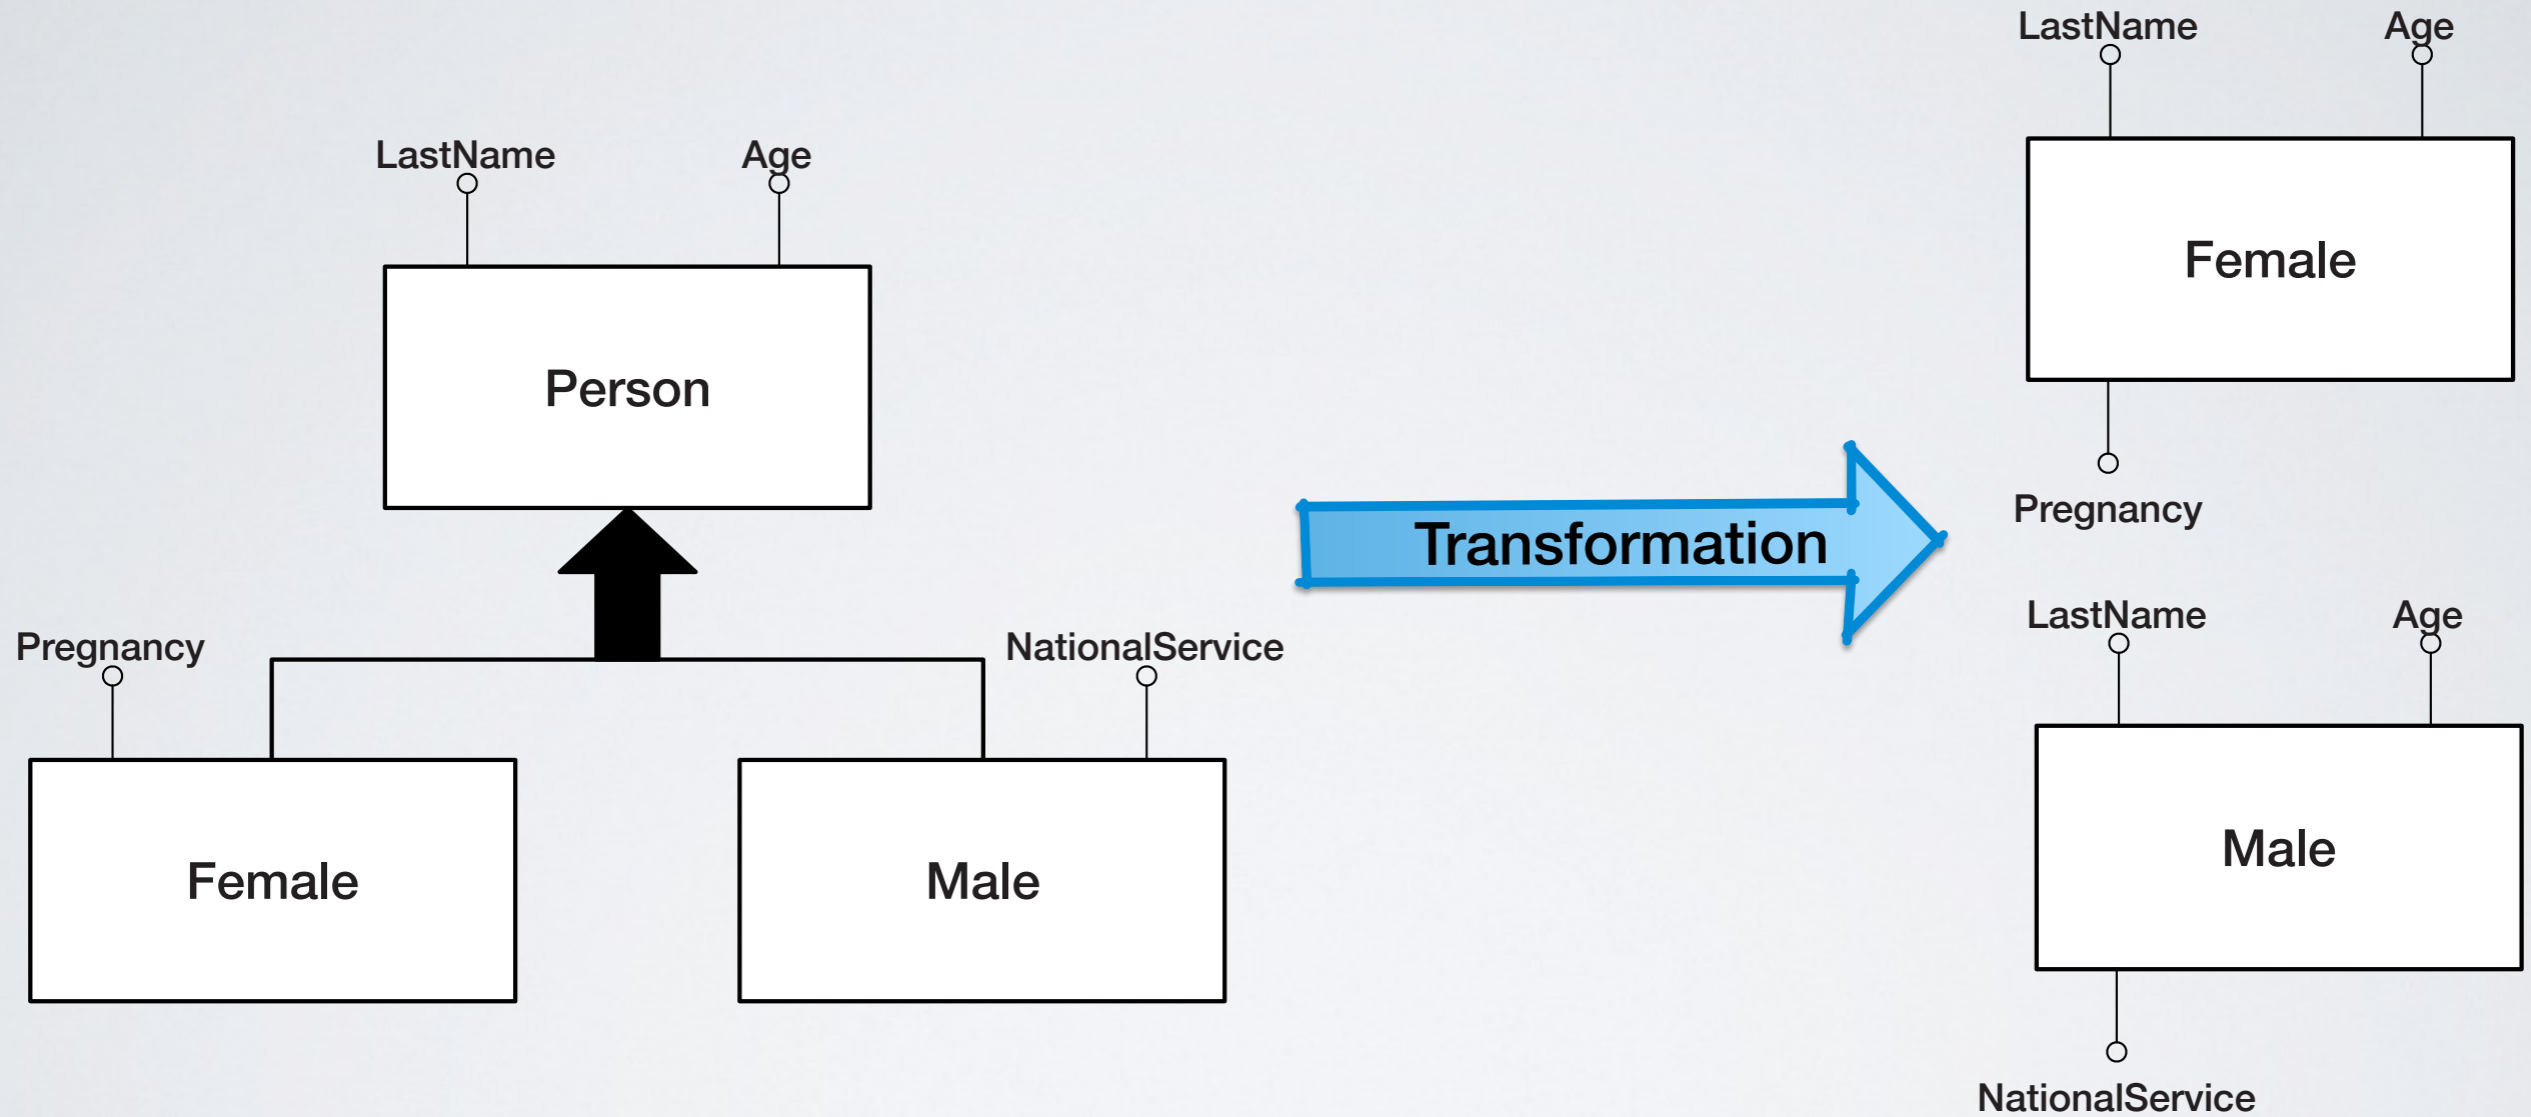 LastName
Age
Person
Pregnancy
NationalService
Female
Male
Transformation
LastName
Age
Female
Pregnancy
LastName
Age
Male
NationalService